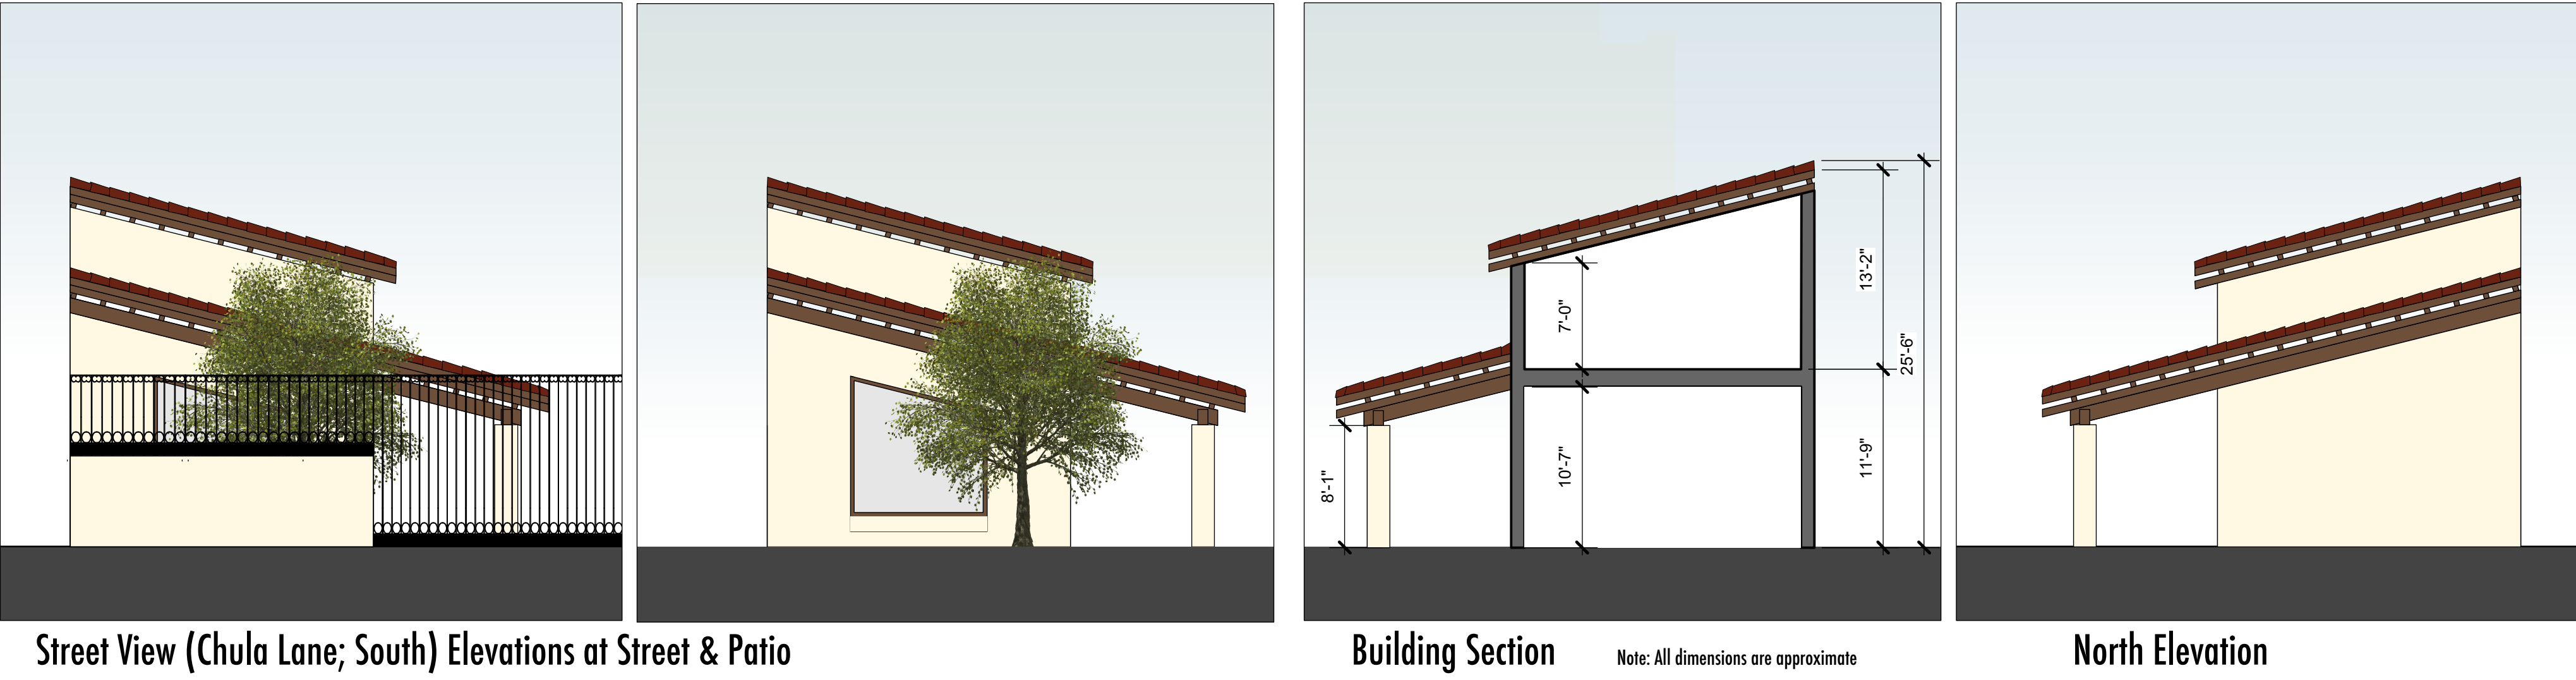 13'-2"
7'-0"
25'-6"
11'-9"
10'-7"
8'-1"
Street View (Chula Lane; South) Elevations at Street & Patio
Building Section
Note: All dimensions are approximate
North Elevation